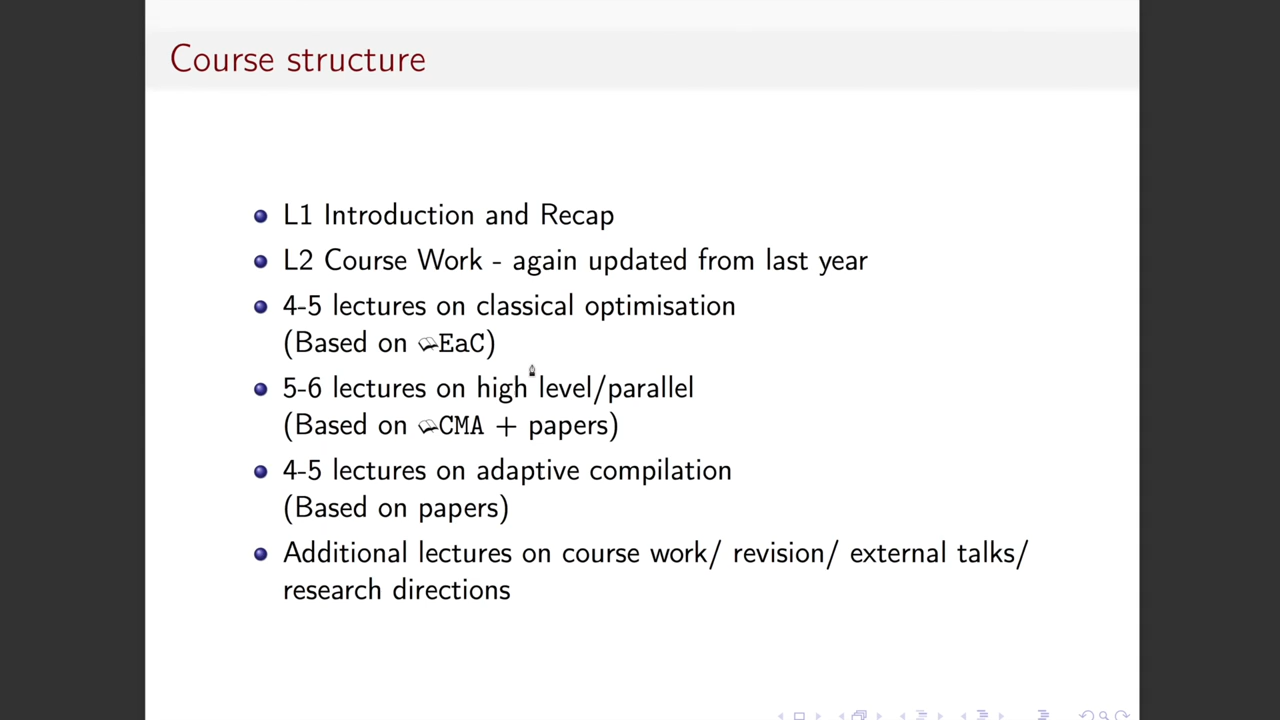 Course structure
L1 Introduction and Recap
L2 Course Work - again updated from last year
4-5 lectures on classical optimisation
(Based on EaC)
5-6 lectures on high level/parallel
(Based on CMA + papers)
4-5 lectures on adaptive compilation
(Based on papers)
Additional lectures on course work/ revision/ external talks/
research directions